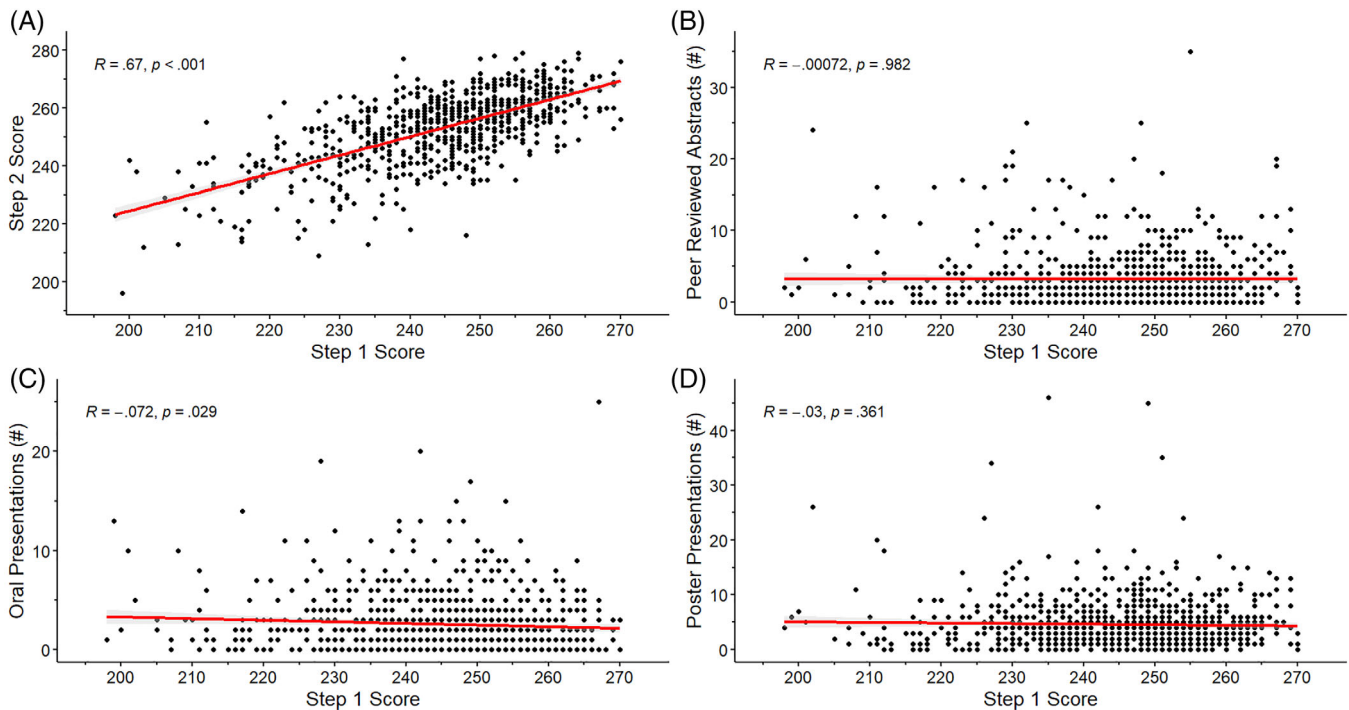 (A)
R = .67, p < .001
Step 2 Score
280
260
240
220
200
200 210 220 230 240 250 260 270
Step 1 Score
(B)
R = −.00072, p = .982
Peer Reviewed Abstracts (#)
30
20
10
0
200 210 220 230 240 250 260 270
Step 1 Score
(C)
R = −.072, p = .029
Oral Presentations (#)
20
10
0
200 210 220 230 240 250 260 270
Step 1 Score
(D)
R = −.03, p = .361
Poster Presentations (#)
40
30
20
10
0
200 210 220 230 240 250 260 270
Step 1 Score